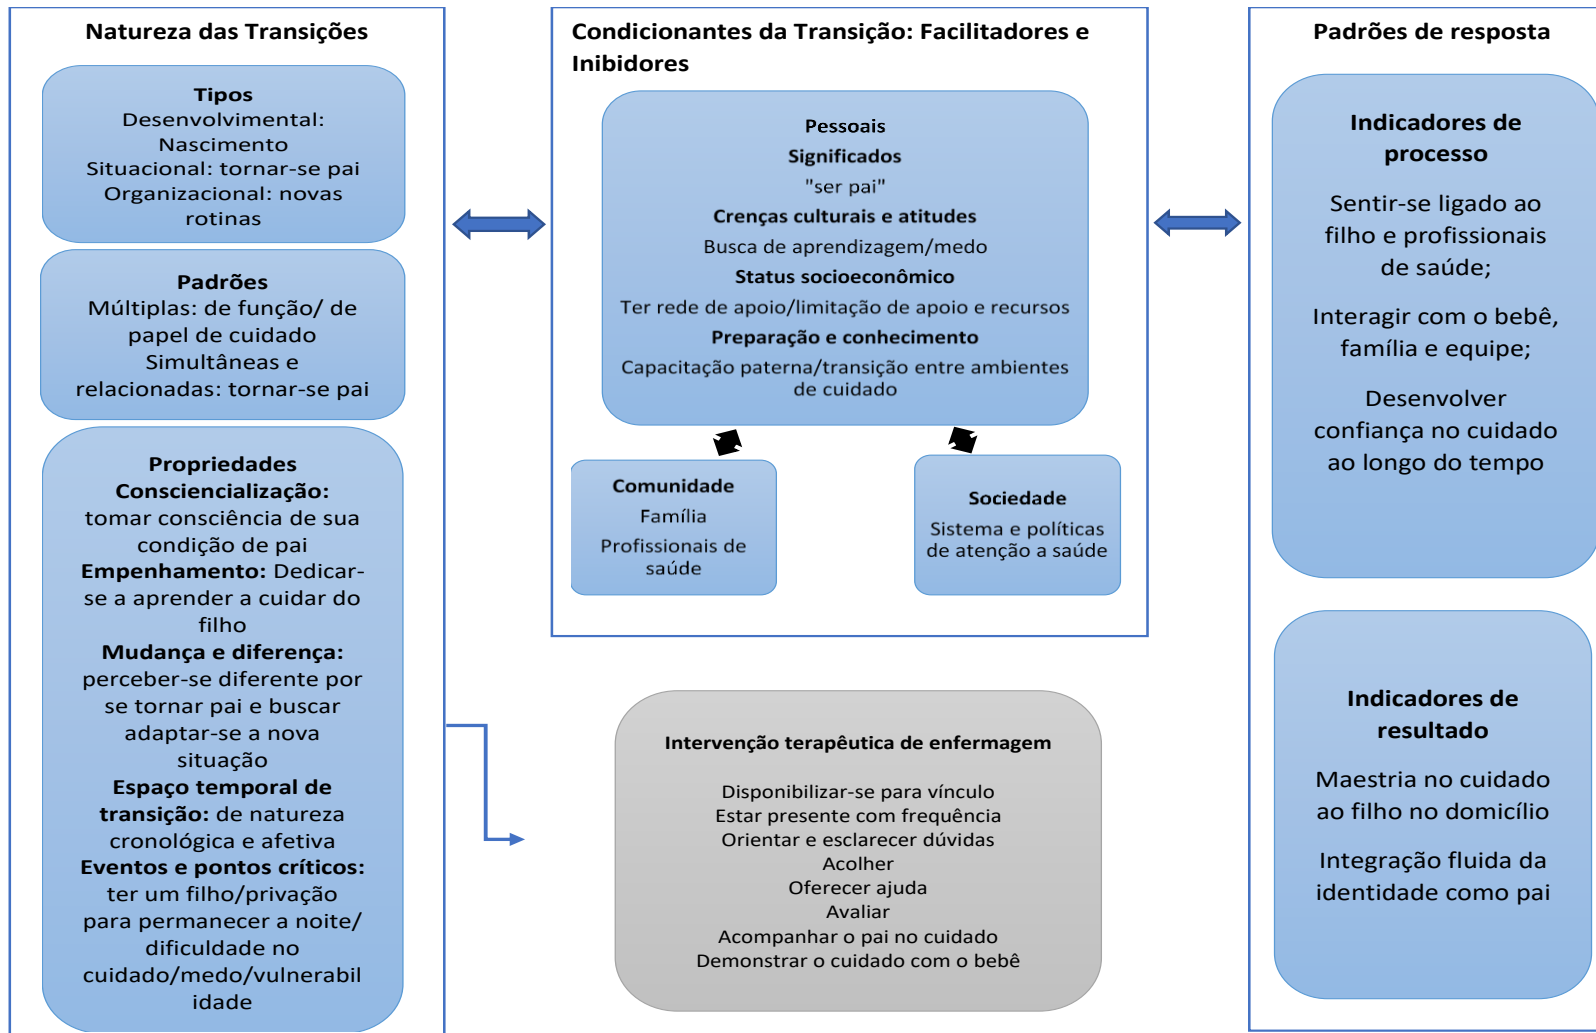 Natureza das Transições
Tipos
Desenvolvimental:
Nascimento
Situacional: tornar-se pai
Organizacional: novas
rotinas
Padrões
Múltiplas: de função/ de
papel de cuidado
Simultâneas e
relacionadas: tornar-se pai
Propriedades
Consciencialização:
tomar consciência de sua
condição de pai
Empenhamento: Dedicar-
se a aprender a cuidar do
filho
Mudança e diferença:
perceber-se diferente por
se tornar pai e buscar
adaptar-se a nova
situação
Espaço temporal de
transição: de natureza
cronológica e afetiva
Eventos e pontos críticos:
ter um filho/privação
para permanecer a noite/
dificuldade no
cuidado/medo/vulnerabil
idade
Condicionantes da Transição: Facilitadores e
Inibidores
Pessoais
Significados
"ser pai"
Crenças culturais e atitudes
Busca de aprendizagem/medo
Status socioeconômico
Ter rede de apoio/limitação de apoio e recursos
Preparação e conhecimento
Capacitação paterna/transição entre ambientes
de cuidado
Comunidade
Família
Profissionais de
saúde
Sociedade
Sistema e políticas
de atenção a saúde
Intervenção terapêutica de enfermagem
Disponibilizar-se para vínculo
Estar presente com frequência
Orientar e esclarecer dúvidas
Acolher
Oferecer ajuda
Avaliar
Acompanhar o pai no cuidado
Demonstrar o cuidado com o bebê
Padrões de resposta
Indicadores de
processo
Sentir-se ligado ao
filho e profissionais
de saúde;
Interagir com o bebê,
família e equipe;
Desenvolver
confiança no cuidado
ao longo do tempo
Indicadores de
resultado
Maestria no cuidado
ao filho no domicílio
Integração fluida da
identidade como pai